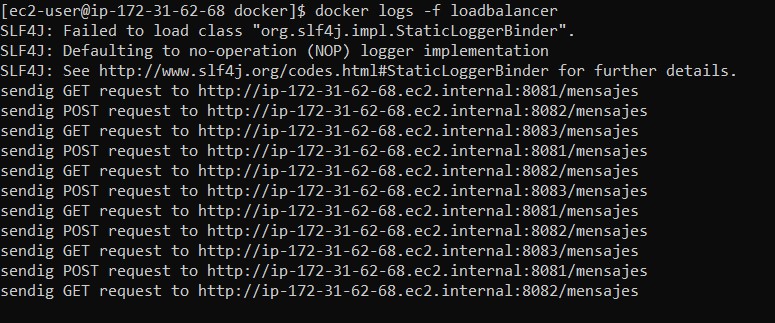 [ec2-user@ip-172-31-62-68 docker]$ docker logs -f loadbalancer
SLF4J: Failed to load class "org.slf4j.impl.StaticLoggerBinder".
SLF4J: Defaulting to no-operation (NOP) logger implementation
SLF4J: See http://www.slf4j.org/codes.html#StaticLoggerBinder for further details.
sendig GET request to http://ip-172-31-62-68.ec2.internal:8081/mensajes
sendig POST request to http://ip-172-31-62-68.ec2.internal:8082/mensajes
sendig GET request to http://ip-172-31-62-68.ec2.internal:8083/mensajes
sendig POST request to http://ip-172-31-62-68.ec2.internal:8081/mensajes
sendig GET request to http://ip-172-31-62-68.ec2.internal:8082/mensajes
sendig POST request to http://ip-172-31-62-68.ec2.internal:8083/mensajes
sendig GET request to http://ip-172-31-62-68.ec2.internal:8081/mensajes
sendig POST request to http://ip-172-31-62-68.ec2.internal:8082/mensajes
sendig GET request to http://ip-172-31-62-68.ec2.internal:8083/mensajes
sendig POST request to http://ip-172-31-62-68.ec2.internal:8081/mensajes
sendig GET request to http://ip-172-31-62-68.ec2.internal:8082/mensajes